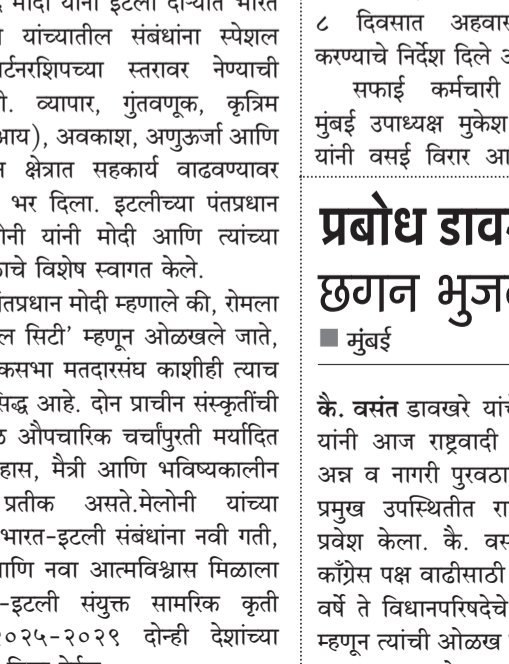 मोदी यांनी इटली दौऱ्यात भारत
यांच्यातील संबंधांना स्पेशल
र्टनरशिपच्या स्तरावर नेण्याची
ी. व्यापार, गुंतवणूक, कृत्रिम
आय), अवकाश, अणुऊर्जा आणि
क्षेत्रात सहकार्य वाढवण्यावर
भर दिला. इटलीच्या पंतप्रधान
ोनी यांनी मोदी आणि त्यांच्या
ाचे विशेष स्वागत केले.
ंतप्रधान मोदी म्हणाले की, रोमला
ल सिटी’ म्हणून ओळखले जाते,
कसभा मतदारसंघ काशीही त्याच
सिद्ध आहे. दोन प्राचीन संस्कृतींची
औपचारिक चर्चांपुरती मर्यादित
हास, मैत्री आणि भविष्यकालीन
प्रतीक असते.मेलोनी यांच्या
भारत-इटली संबंधांना नवी गती,
आणि नवा आत्मविश्वास मिळाला
-इटली संयुक्त सामरिक कृती
२०२५-२०२९ दोन्ही देशांच्या
८ दिवसात अहवा
करण्याचे निर्देश दिले
सफाई कर्मचारी
मुंबई उपाध्यक्ष मुकेश
यांनी वसई विरार आ
प्रबोध डाव
छगन भुज
मुंबई
कै. वसंत डावखरे यां
यांनी आज राष्ट्रवादी
अन्न व नागरी पुरवठा
प्रमुख उपस्थितीत रा
प्रवेश केला. कै. वस
काँग्रेस पक्ष वाढीसाठी
वर्षे ते विधानपरिषदेचे
म्हणून त्यांची ओळख